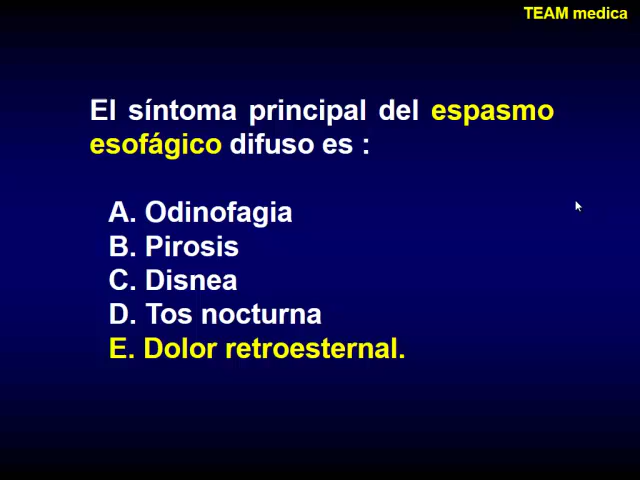 TEAM medica
El síntoma principal del espasmo
esofágico difuso es :
A. Odinofagia
B. Pirosis
C. Disnea
D. Tos nocturna
E. Dolor retroesternal.